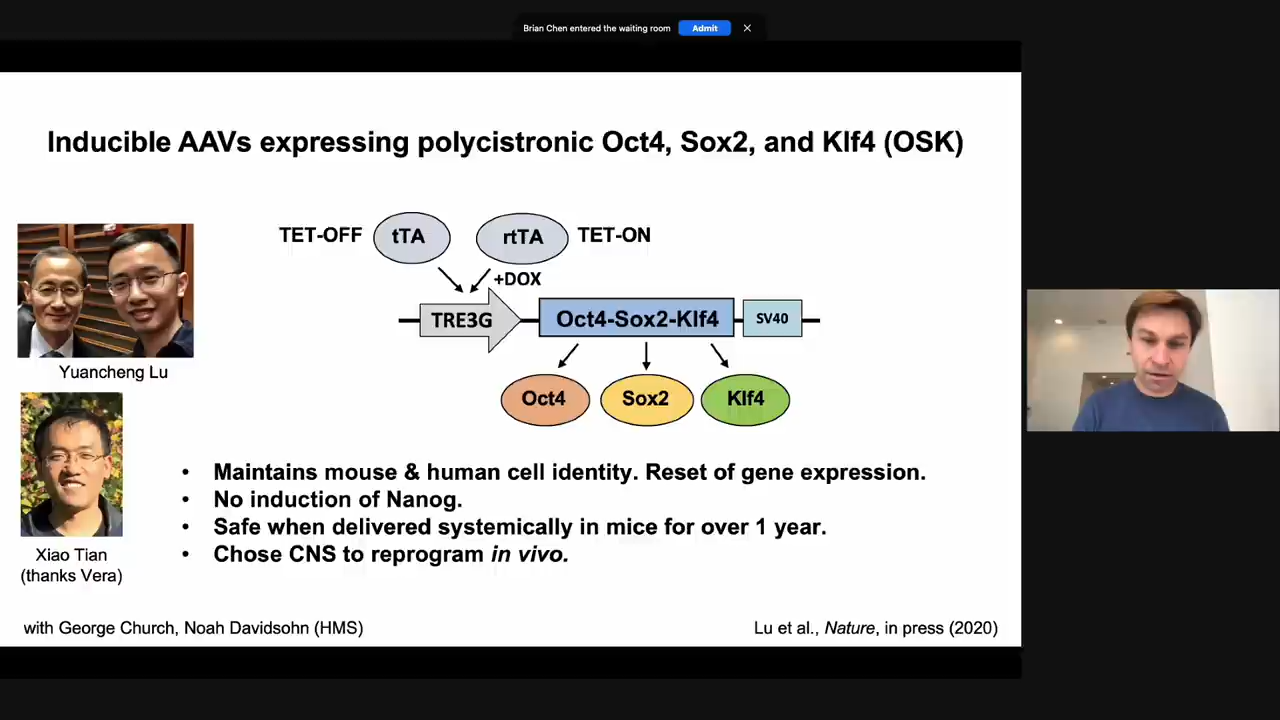 Brian Chen entered the waiting room Admit
Inducible AAVs expressing polycistronic Oct4, Sox2, and Klf4 (OSK)
TET-OFF tTA rtTA TET-ON
+DOX
TRE3G Oct4-Sox2-Klf4 SV40
Oct4 Sox2 Klf4
Yuancheng Lu
• Maintains mouse & human cell identity. Reset of gene expression.
• No induction of Nanog.
• Safe when delivered systemically in mice for over 1 year.
• Chose CNS to reprogram in vivo.
Xiao Tian
(thanks Vera)
with George Church, Noah Davidsohn (HMS)
Lu et al., Nature, in press (2020)